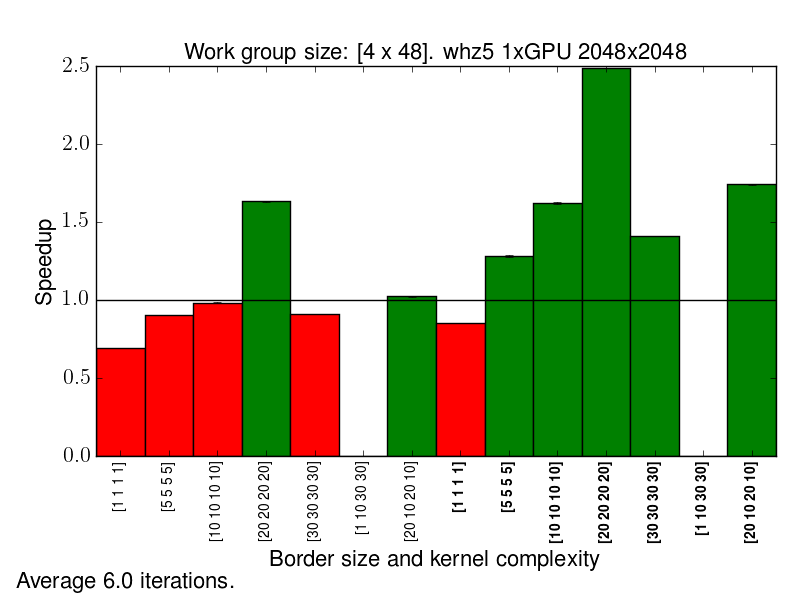 Work group size: [4 x 48]. whz5 1xGPU 2048x2048
2.5
2.0
1.5
1.0
0.5
0.0
Speedup
[1 1 1 1]
[5 5 5 5]
[10 10 10 10]
[20 20 20 20]
[30 30 30 30]
[1 10 30 30]
[20 10 20 10]
[1 1 1 1]
[5 5 5 5]
[10 10 10 10]
[20 20 20 20]
[30 30 30 30]
[1 10 30 30]
[20 10 20 10]
Border size and kernel complexity
Average 6.0 iterations.